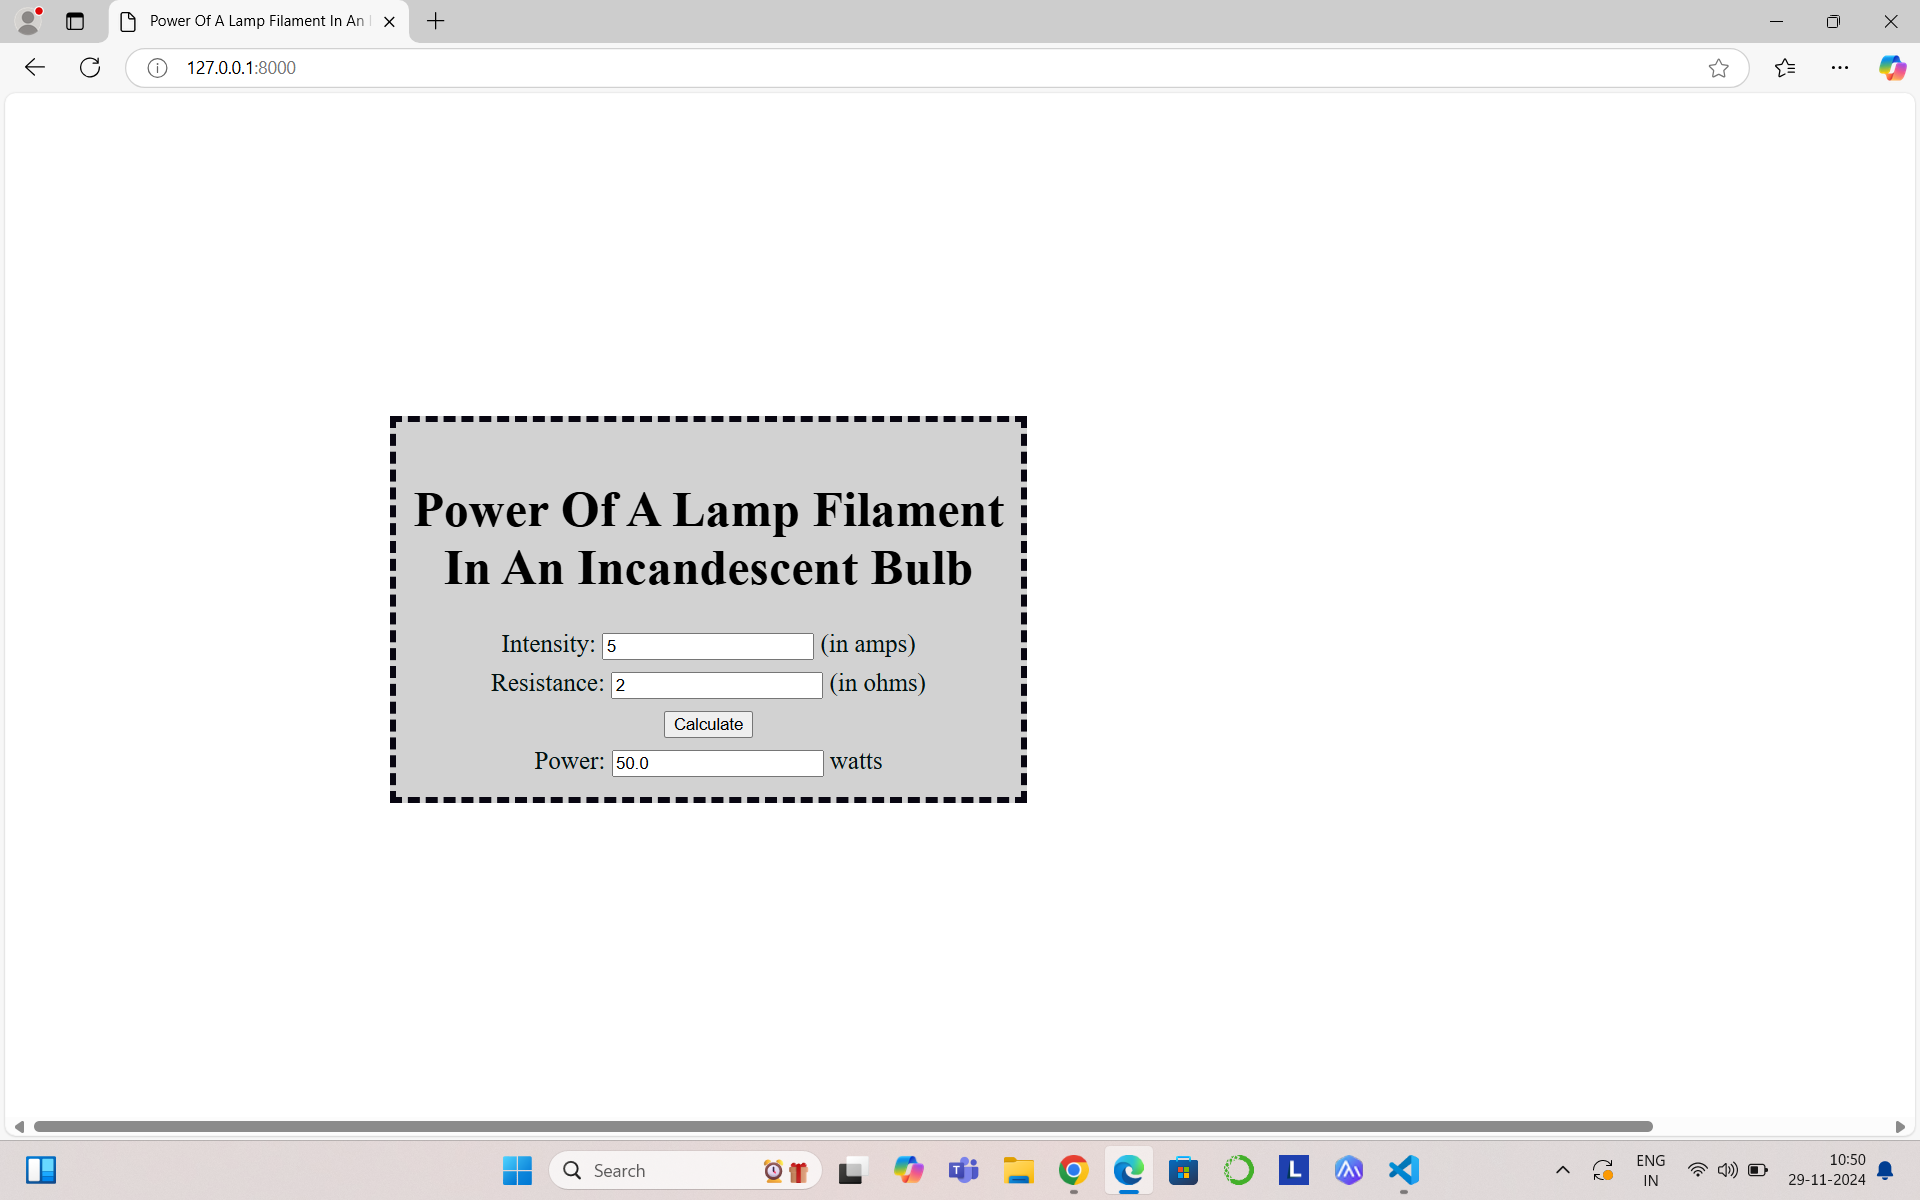 Power Of A Lamp Filament In An
127.0.0.1:8000
Power Of A Lamp Filament
In An Incandescent Bulb
Intensity: 5 (in amps)
Resistance: 2 (in ohms)
Calculate
Power: 50.0 watts
Search
L
ENG
IN
10:50
29-11-2024